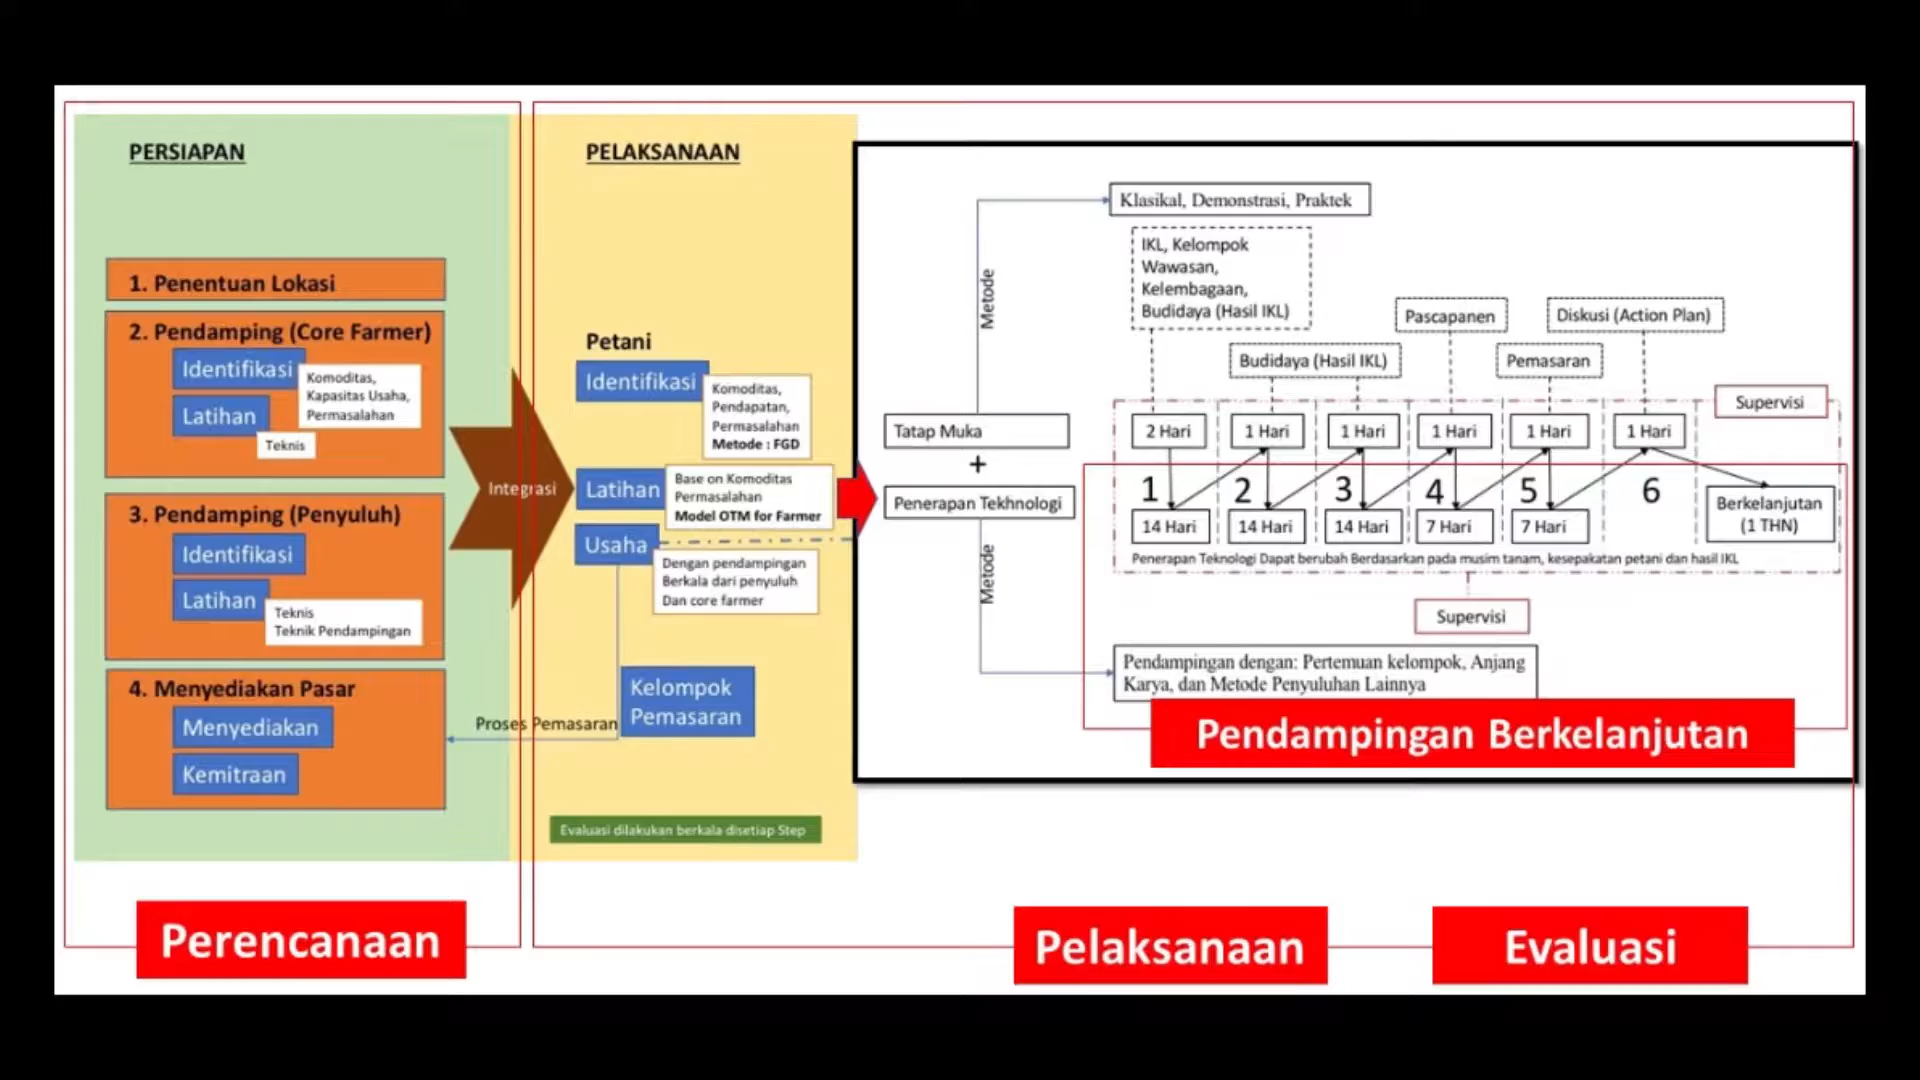 PERSIAPAN
1. Penentuan Lokasi
2. Pendamping (Core Farmer)
Identifikasi
Komoditas,
Kapasitas Usaha,
Permasalahan
Latihan
Teknis
3. Pendamping (Penyuluh)
Identifikasi
Latihan
Teknis
Teknik Pendampingan
4. Menyediakan Pasar
Menyediakan
Kemitraan
Integrasi
PELAKSANAAN
Petani
Identifikasi
Komoditas,
Pendapatan,
Permasalahan
Metode : FGD
Latihan
Base on Komoditas
Permasalahan
Model OTM for Farmer
Usaha
Dengan pendampingan
Berkala dari penyuluh
Dan core farmer
Kelompok
Pemasaran
Proses Pemasaran
Evaluasi dilakukan berkala disetiap Step
Tatap Muka
+
Penerapan Tekhnologi
Metode
Metode
Klasikal, Demonstrasi, Praktek
IKL, Kelompok
Wawasan,
Kelembagaan,
Budidaya (Hasil IKL)
Budidaya (Hasil IKL)
Pascapanen
Pemasaran
Diskusi (Action Plan)
Supervisi
2 Hari
1 Hari
1 Hari
1 Hari
1 Hari
1 Hari
1
2
3
4
5
6
14 Hari
14 Hari
14 Hari
7 Hari
7 Hari
Berkelanjutan
(1 THN)
Penerapan Teknologi Dapat berubah Berdasarkan pada musim tanam, kesepakatan petani dan hasil IKL
Supervisi
Pendampingan dengan: Pertemuan kelompok, Anjang
Karya, dan Metode Penyuluhan Lainnya
Pendampingan Berkelanjutan
Perencanaan
Pelaksanaan
Evaluasi